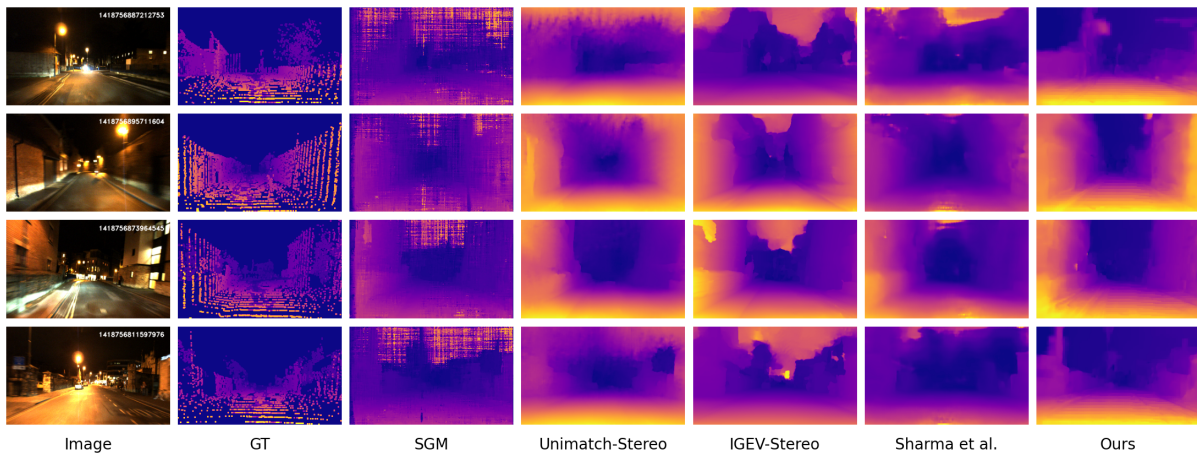 1418756887212753
1418756895711604
1418756873964545
1418756811597976
Image GT SGM Unimatch-Stereo IGEV-Stereo Sharma et al. Ours